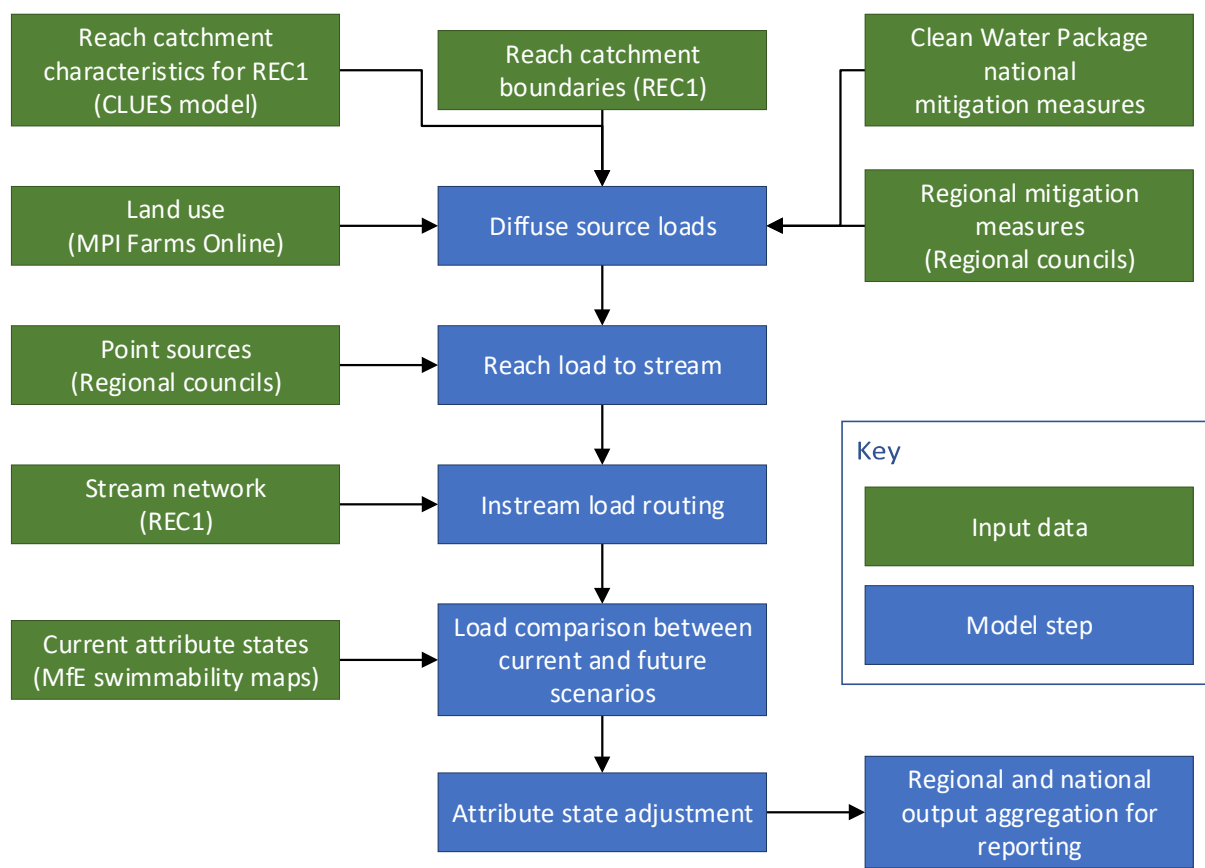 Reach catchment
characteristics for REC1
(CLUES model)
Reach catchment
boundaries (REC1)
Clean Water Package
national
mitigation measures
Land use
(MPI Farms Online)
Diffuse source loads
Regional mitigation
measures
(Regional councils)
Point sources
(Regional councils)
Reach load to stream
Stream network
(REC1)
Instream load routing
Key
Input data
Model step
Current attribute states
(MfE swimmability maps)
Load comparison between
current and future
scenarios
Attribute state adjustment
Regional and national
output aggregation for
reporting